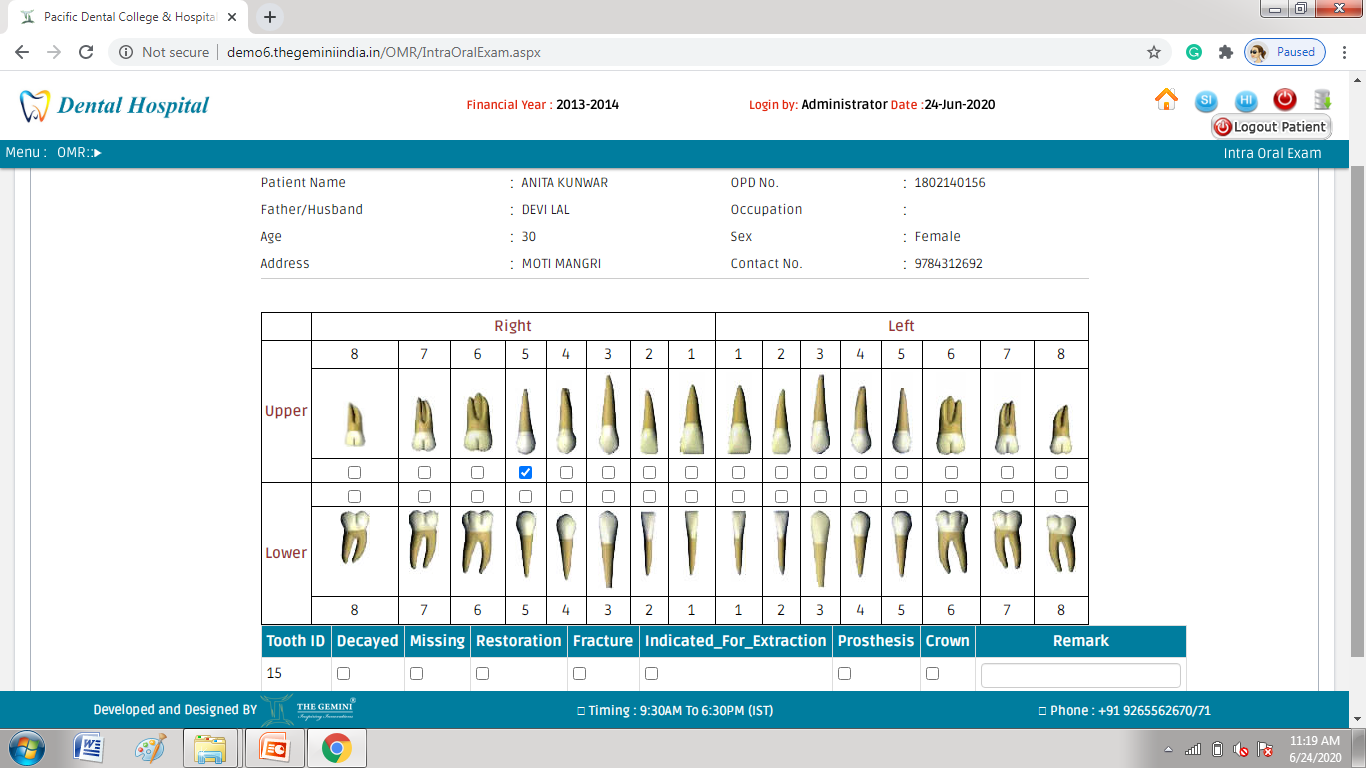 Pacific Dental College & Hospital
Not secure demo6.thegeminiindia.in/OMR/IntraOralExam.aspx Paused
Dental Hospital Financial Year : 2013-2014 Login by: Administrator Date :24-Jun-2020 SI HI
Logout Patient
Menu : OMR:: Intra Oral Exam
Patient Name : ANITA KUNWAR OPD No. : 1802140156
Father/Husband : DEVI LAL Occupation :
Age : 30 Sex : Female
Address : MOTI MANGRI Contact No. : 9784312692
Right Left
8 7 6 5 4 3 2 1 1 2 3 4 5 6 7 8
Upper
Lower
8 7 6 5 4 3 2 1 1 2 3 4 5 6 7 8
Tooth ID Decayed Missing Restoration Fracture Indicated_For_Extraction Prosthesis Crown Remark
15
Developed and Designed BY THE GEMINI Inspiring Innovations Timing : 9:30AM To 6:30PM (IST) Phone : +91 9265562670/71
11:19 AM
6/24/2020